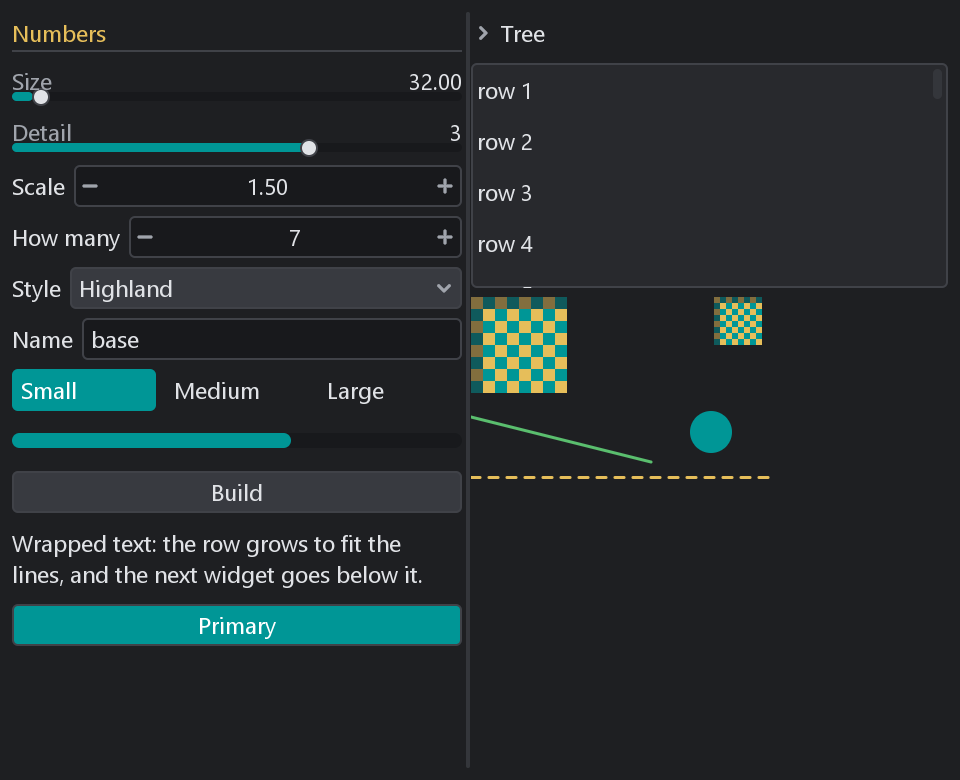 Numbers
Size 32.00
Detail 3
Scale 1.50
How many 7
Style Highland
Name base
Small Medium Large
Build
Wrapped text: the row grows to fit the
lines, and the next widget goes below it.
Primary
Tree
row 1
row 2
row 3
row 4